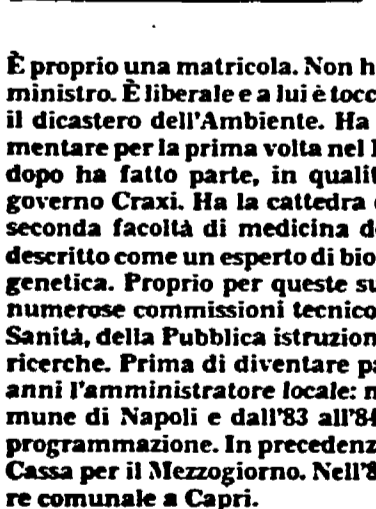 È proprio una matricola. Non h
ministro. È liberale e a lui è tocc
il dicastero dell'Ambiente. Ha
mentare per la prima volta nel
dopo ha fatto parte, in qualit
governo Craxi. Ha la cattedra
seconda facoltà di medicina d
descritto come un esperto di bio
genetica. Proprio per queste su
numerose commissioni tecnico
Sanità, della Pubblica istruzion
ricerche. Prima di diventare pa
anni l'amministratore locale: n
mune di Napoli e dall'83 all'84
programmazione. In precedenz
Cassa per il Mezzogiorno. Nell'8
re comunale a Capri.